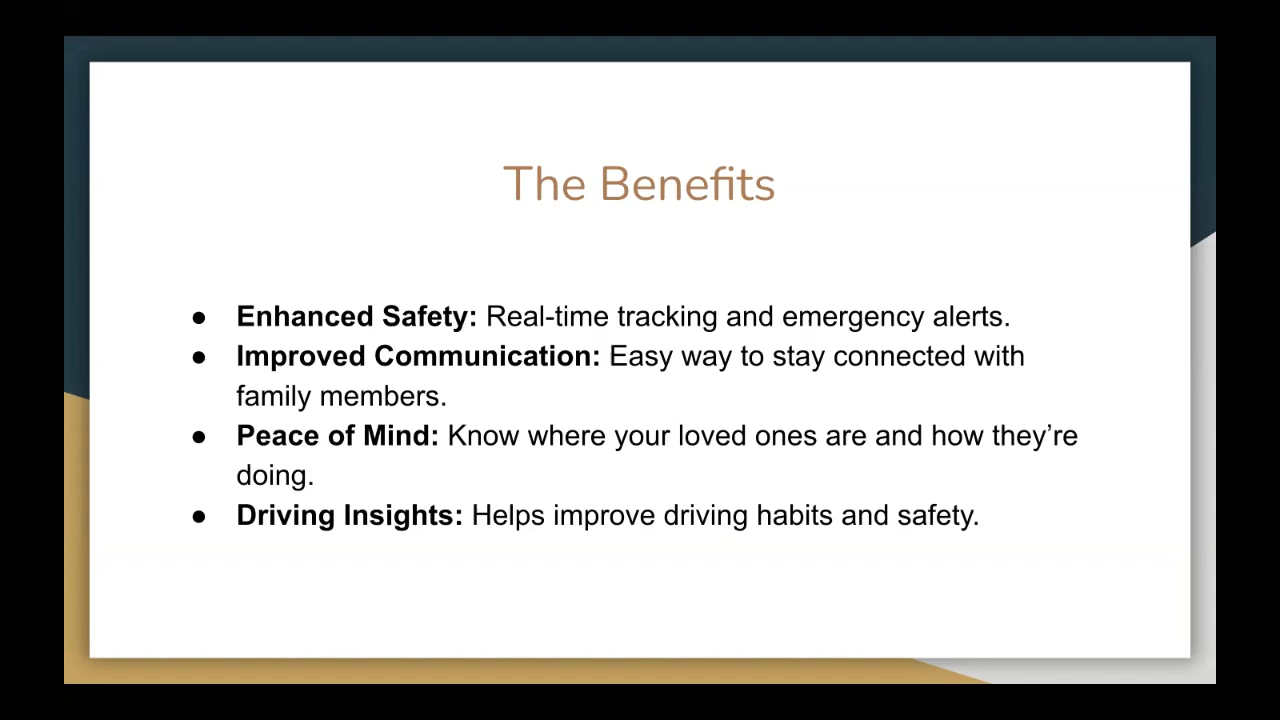 The Benefits
● Enhanced Safety: Real-time tracking and emergency alerts.
● Improved Communication: Easy way to stay connected with
family members.
● Peace of Mind: Know where your loved ones are and how they’re
doing.
● Driving Insights: Helps improve driving habits and safety.